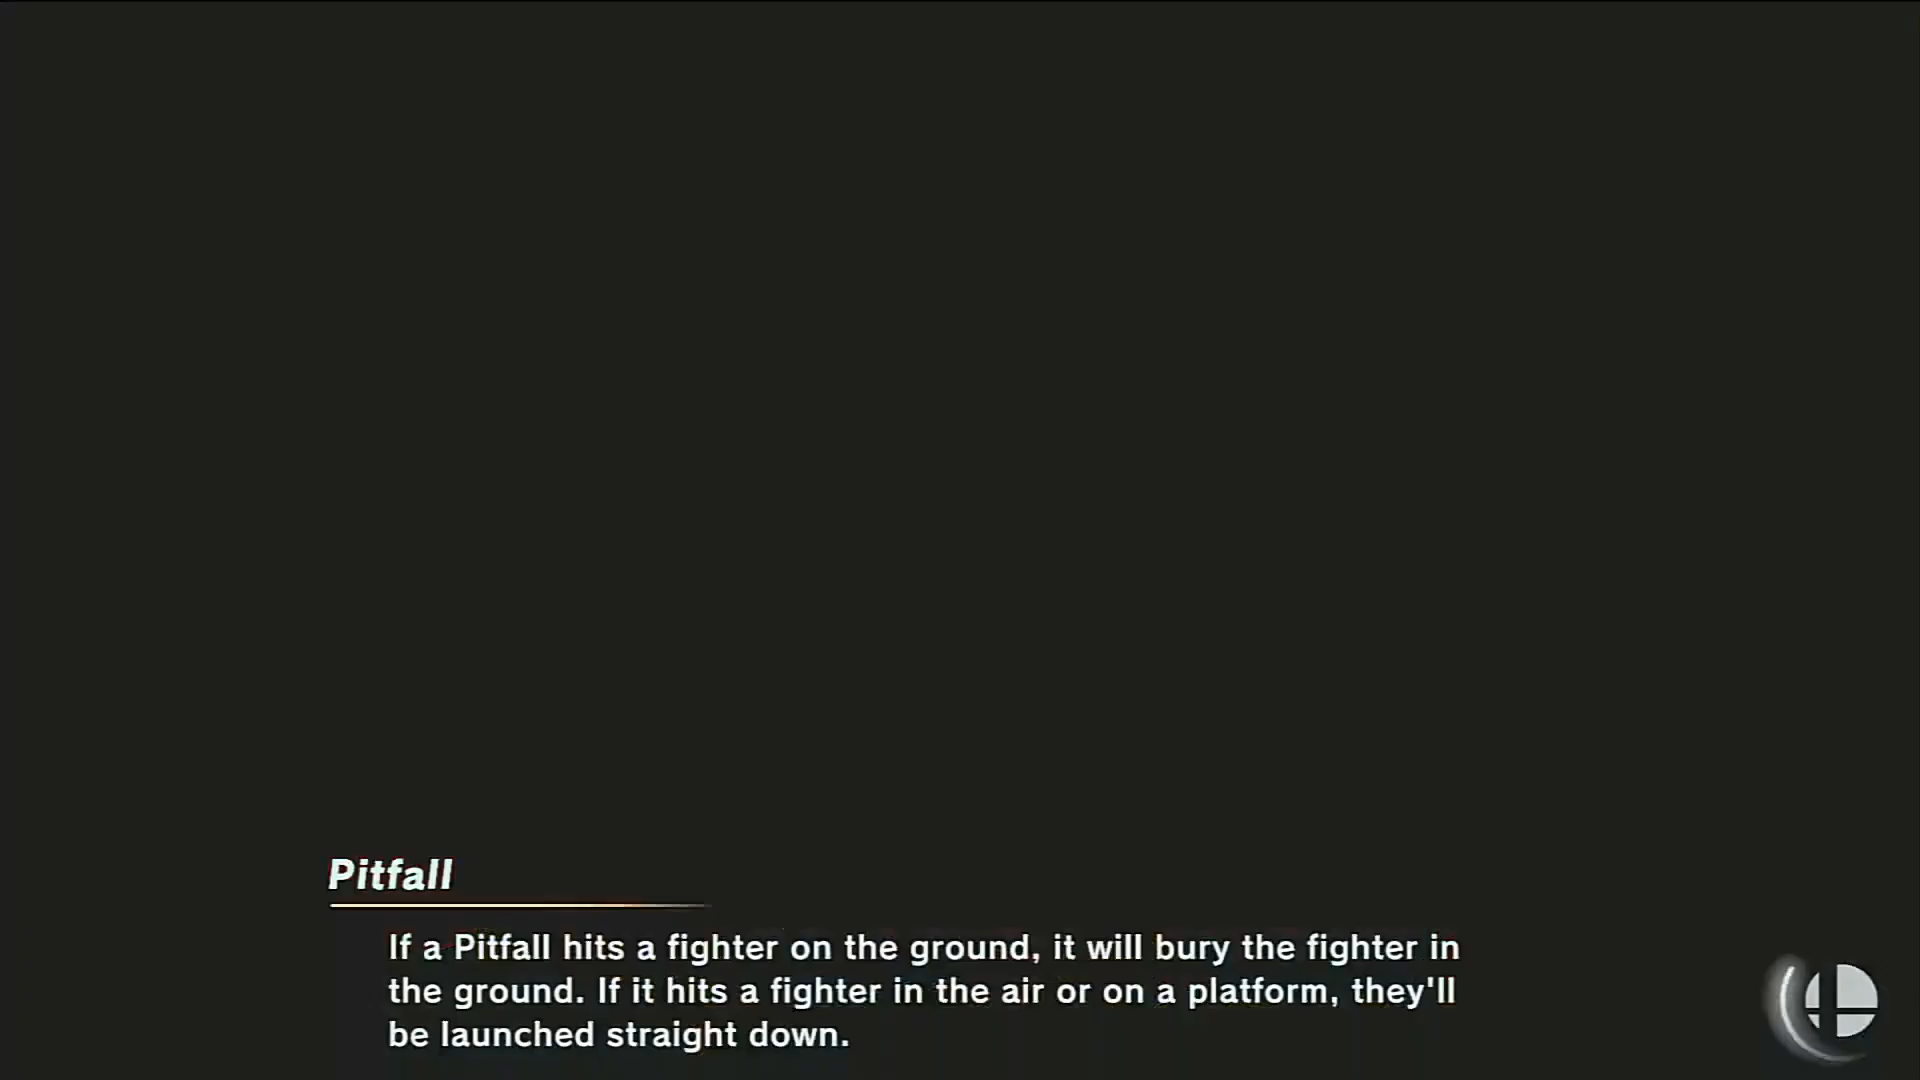 Pitfall
If a Pitfall hits a fighter on the ground, it will bury the fighter in
the ground. If it hits a fighter in the air or on a platform, they'll
be launched straight down.